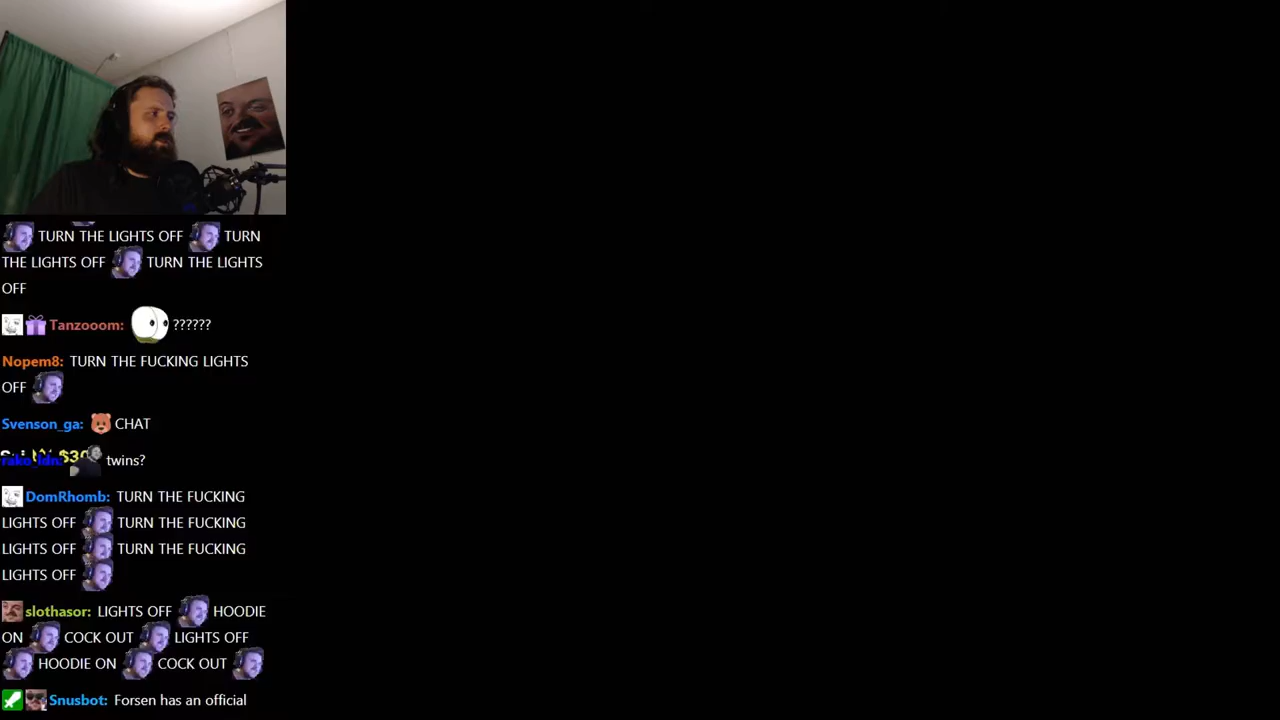 TURN THE LIGHTS OFF TURN
THE LIGHTS OFF TURN THE LIGHTS
OFF
Tanzooom: ??????
Nopem8: TURN THE FUCKING LIGHTS
OFF
Svenson_ga: CHAT
rako_ldn: twins?
DomRhomb: TURN THE FUCKING
LIGHTS OFF TURN THE FUCKING
LIGHTS OFF TURN THE FUCKING
LIGHTS OFF
slothasor: LIGHTS OFF HOODIE
ON COCK OUT LIGHTS OFF
HOODIE ON COCK OUT
Snusbot: Forsen has an official